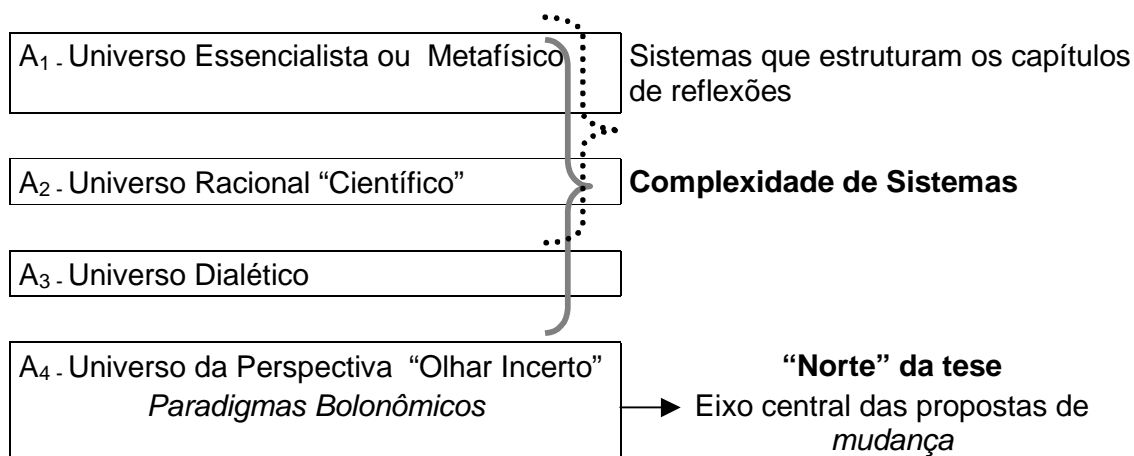 A₁ - Universo Essencialista ou Metafísico
Sistemas que estruturam os capítulos
de reflexões
A₂ - Universo Racional “Científico”
Complexidade de Sistemas
A₃ - Universo Dialético
A₄ - Universo da Perspectiva “Olhar Incerto”
Paradigmas Bolonômicos
“Norte” da tese
Eixo central das propostas de
mudança